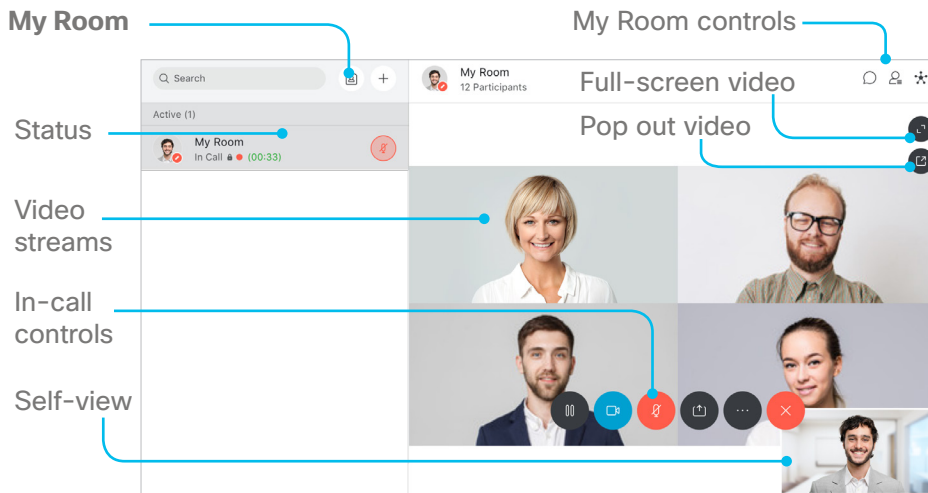 My Room
My Room controls
Search
My Room
12 Participants
Full-screen video
Active (1)
Status
Pop out video
My Room
In Call (00:33)
Video
streams
In-call
controls
Self-view